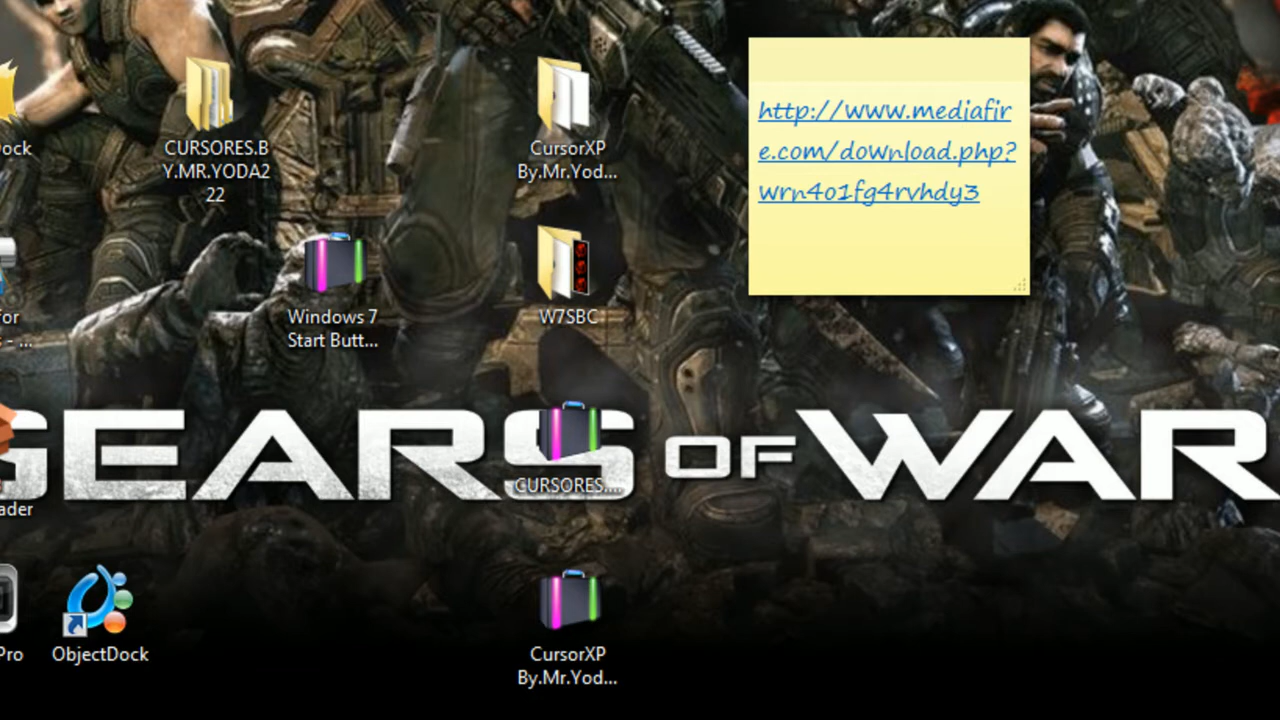 ock
CURSORES.B
Y.MR.YODA2
22
CursorXP
By.Mr.Yod...
http://www.mediafir
e.com/download.php?
wrn4o1fg4rvhdy3
for
s - ...
Windows 7
Start Butt...
W7SBC
GEARS OF WAR
CURSORES....
ader
Pro
ObjectDock
CursorXP
By.Mr.Yod...